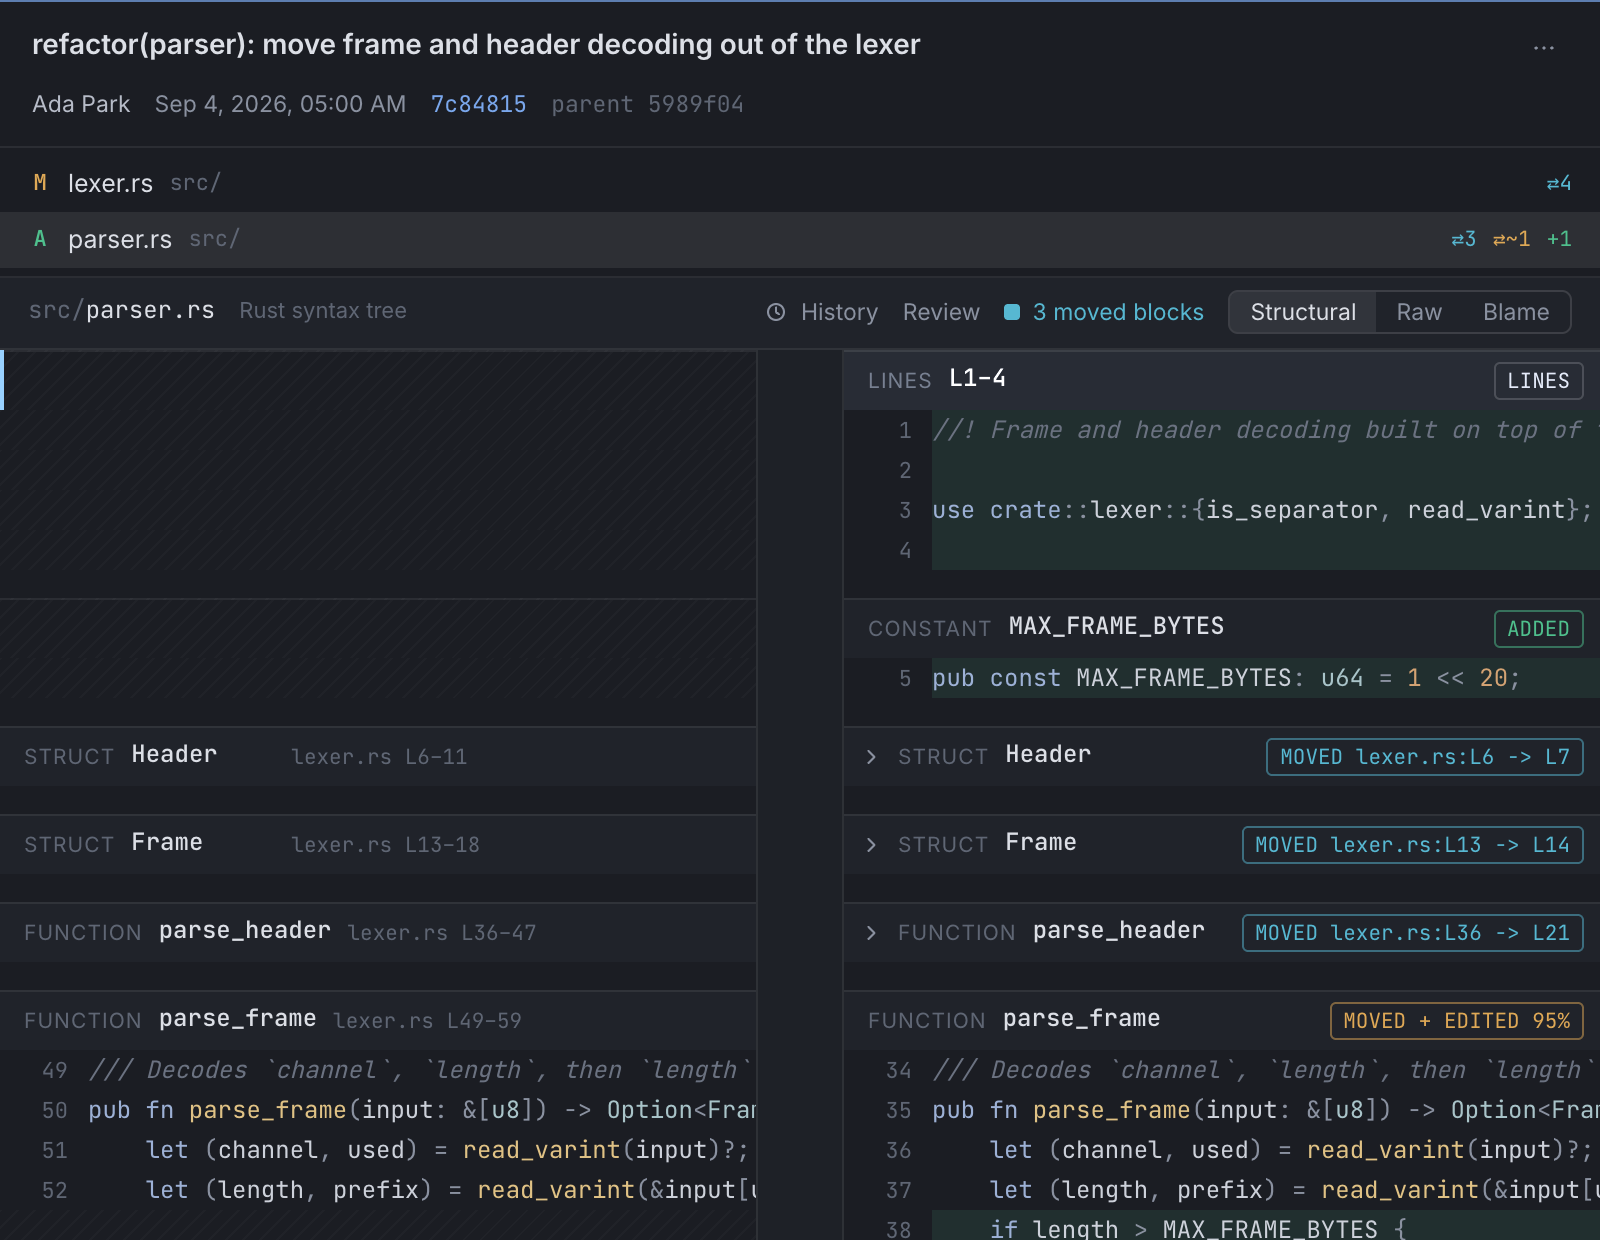 refactor(parser): move frame and header decoding out of the lexer
...
Ada Park Sep 4, 2026, 05:00 AM 7c84815 parent 5989f04
M lexer.rs src/ ⇄4
A parser.rs src/ ⇄3 ⇄~1 +1
src/parser.rs Rust syntax tree History Review 3 moved blocks Structural Raw Blame
LINES L1–4 LINES
1 //! Frame and header decoding built on top of
2
3 use crate::lexer::{is_separator, read_varint};
4
CONSTANT MAX_FRAME_BYTES ADDED
5 pub const MAX_FRAME_BYTES: u64 = 1 << 20;
STRUCT Header lexer.rs L6–11
STRUCT Header MOVED lexer.rs:L6 -> L7
STRUCT Frame lexer.rs L13–18
STRUCT Frame MOVED lexer.rs:L13 -> L14
FUNCTION parse_header lexer.rs L36–47
FUNCTION parse_header MOVED lexer.rs:L36 -> L21
FUNCTION parse_frame lexer.rs L49–59
49 /// Decodes `channel`, `length`, then `length`
50 pub fn parse_frame(input: &[u8]) -> Option<Fra
51 let (channel, used) = read_varint(input)?;
52 let (length, prefix) = read_varint(&input[u
FUNCTION parse_frame MOVED + EDITED 95%
34 /// Decodes `channel`, `length`, then `length`
35 pub fn parse_frame(input: &[u8]) -> Option<Fra
36 let (channel, used) = read_varint(input)?;
37 let (length, prefix) = read_varint(&input[u
38 if length > MAX_FRAME_BYTES {